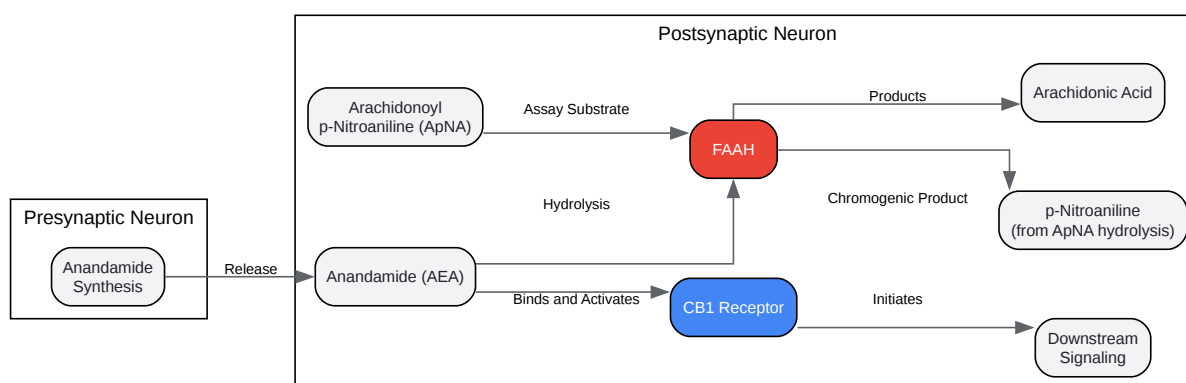 Postsynaptic Neuron
Arachidonoyl
p-Nitroaniline (ApNA)
Assay Substrate
FAAH
Products
Arachidonic Acid
Hydrolysis
Chromogenic Product
p-Nitroaniline
(from ApNA hydrolysis)
Presynaptic Neuron
Anandamide
Synthesis
Release
Anandamide (AEA)
Binds and Activates
CB1 Receptor
Initiates
Downstream
Signaling